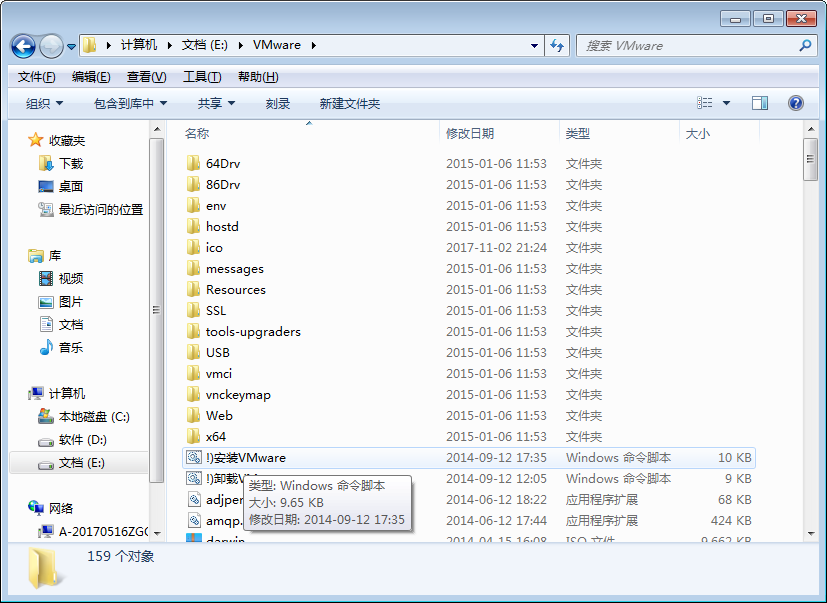 计算机 文档 (E:) VMware
搜索 VMware
文件(F) 编辑(E) 查看(V) 工具(T) 帮助(H)
组织 包含到库中 共享 刻录 新建文件夹
收藏夹
下载
桌面
最近访问的位置
库
视频
图片
文档
音乐
计算机
本地磁盘 (C:)
软件 (D:)
文档 (E:)
网络
A-20170516ZG
名称 修改日期 类型 大小
64Drv 2015-01-06 11:53 文件夹
86Drv 2015-01-06 11:53 文件夹
env 2015-01-06 11:53 文件夹
hostd 2015-01-06 11:53 文件夹
ico 2017-11-02 21:24 文件夹
messages 2015-01-06 11:53 文件夹
Resources 2015-01-06 11:53 文件夹
SSL 2015-01-06 11:53 文件夹
tools-upgraders 2015-01-06 11:53 文件夹
USB 2015-01-06 11:53 文件夹
vmci 2015-01-06 11:53 文件夹
vnckeymap 2015-01-06 11:53 文件夹
Web 2015-01-06 11:53 文件夹
x64 2015-01-06 11:53 文件夹
!)安装VMware 2014-09-12 17:35 Windows 命令脚本 10 KB
!)卸载V 2014-09-12 12:05 Windows 命令脚本 9 KB
adjper 2014-06-12 18:22 应用程序扩展 68 KB
amqp. 2014-06-12 17:44 应用程序扩展 424 KB
darwin 2014-04-15 16:08 ISO 文件 9,662 KB
类型: Windows 命令脚本
大小: 9.65 KB
修改日期: 2014-09-12 17:35
159 个对象